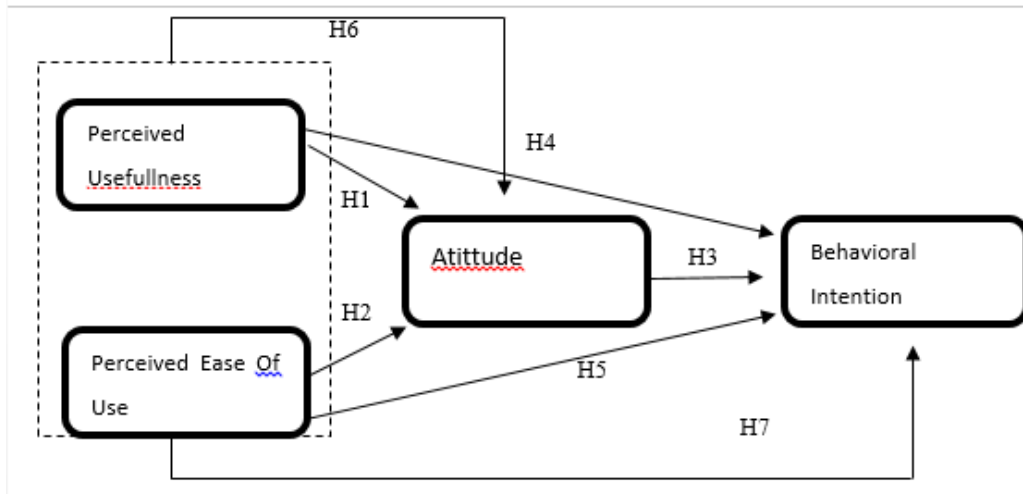 H6
Perceived
Usefullness
H4
H1
Atittude
H3
Behavioral
Intention
H2
Perceived Ease Of
Use
H5
H7